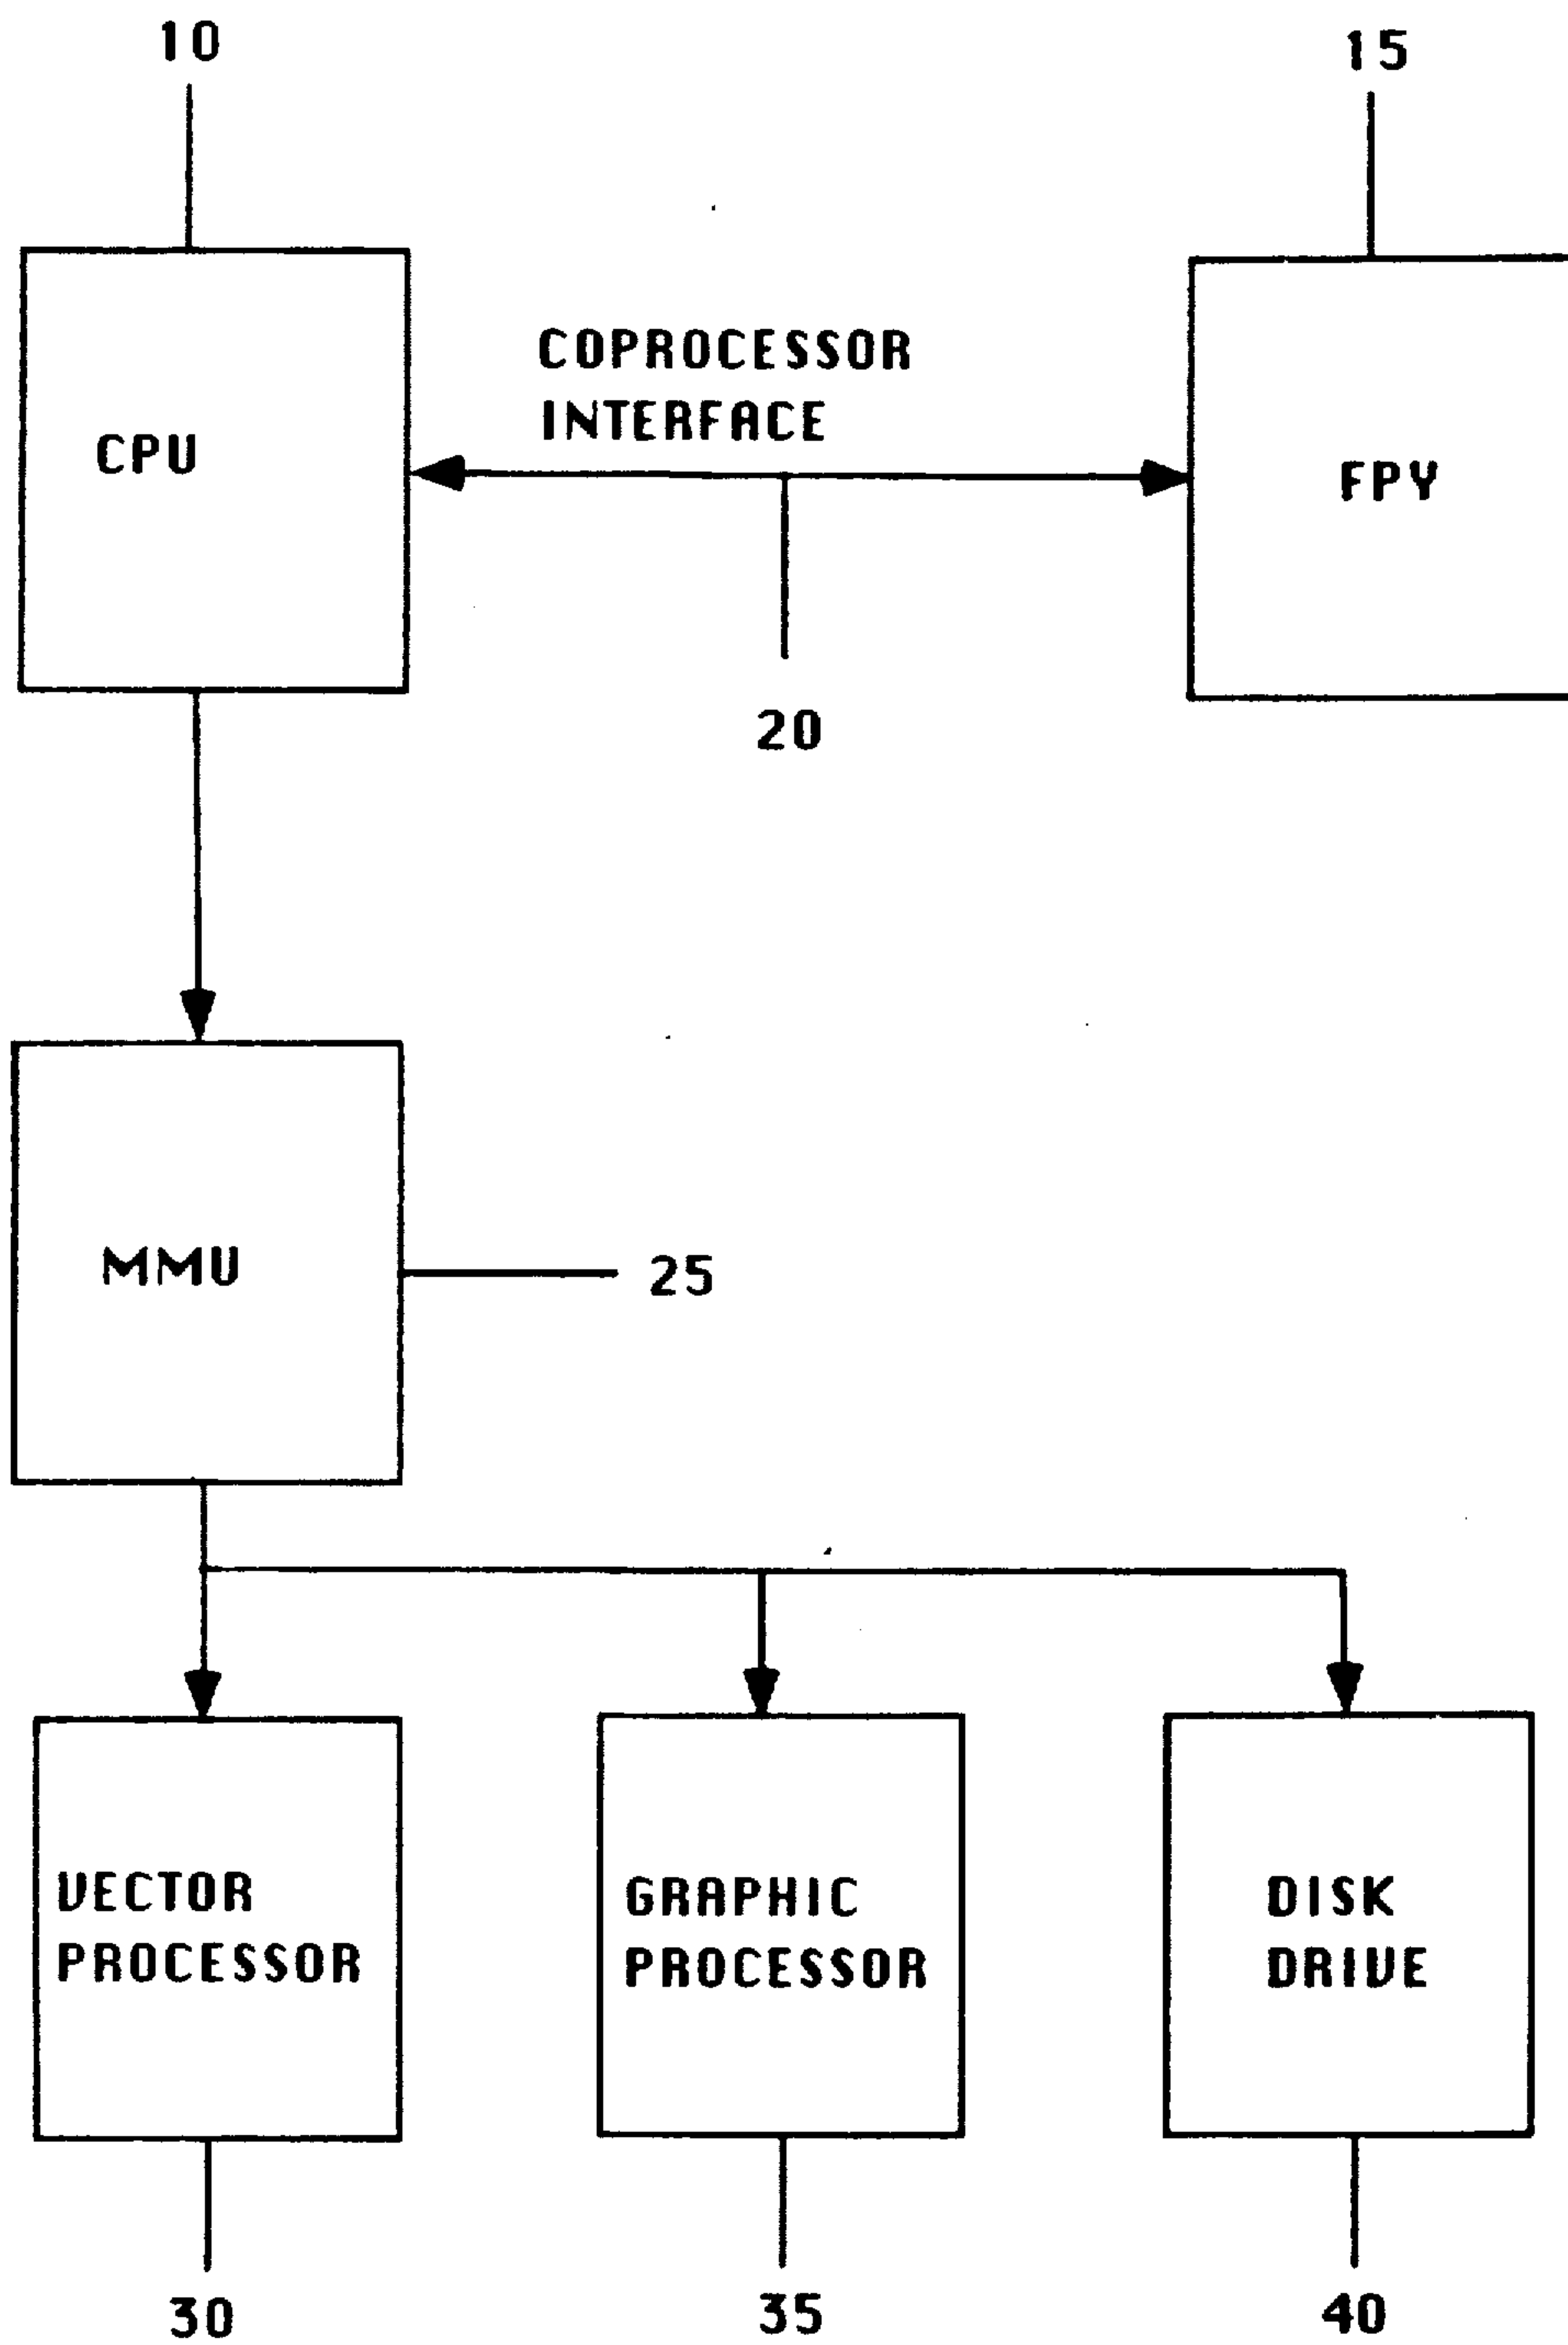 10
15
COPROCESSOR
INTERFACE
CPU
FPY
20
MMU
25
VECTOR
PROCESSOR
GRAPHIC
PROCESSOR
DISK
DRIVE
30
35
40